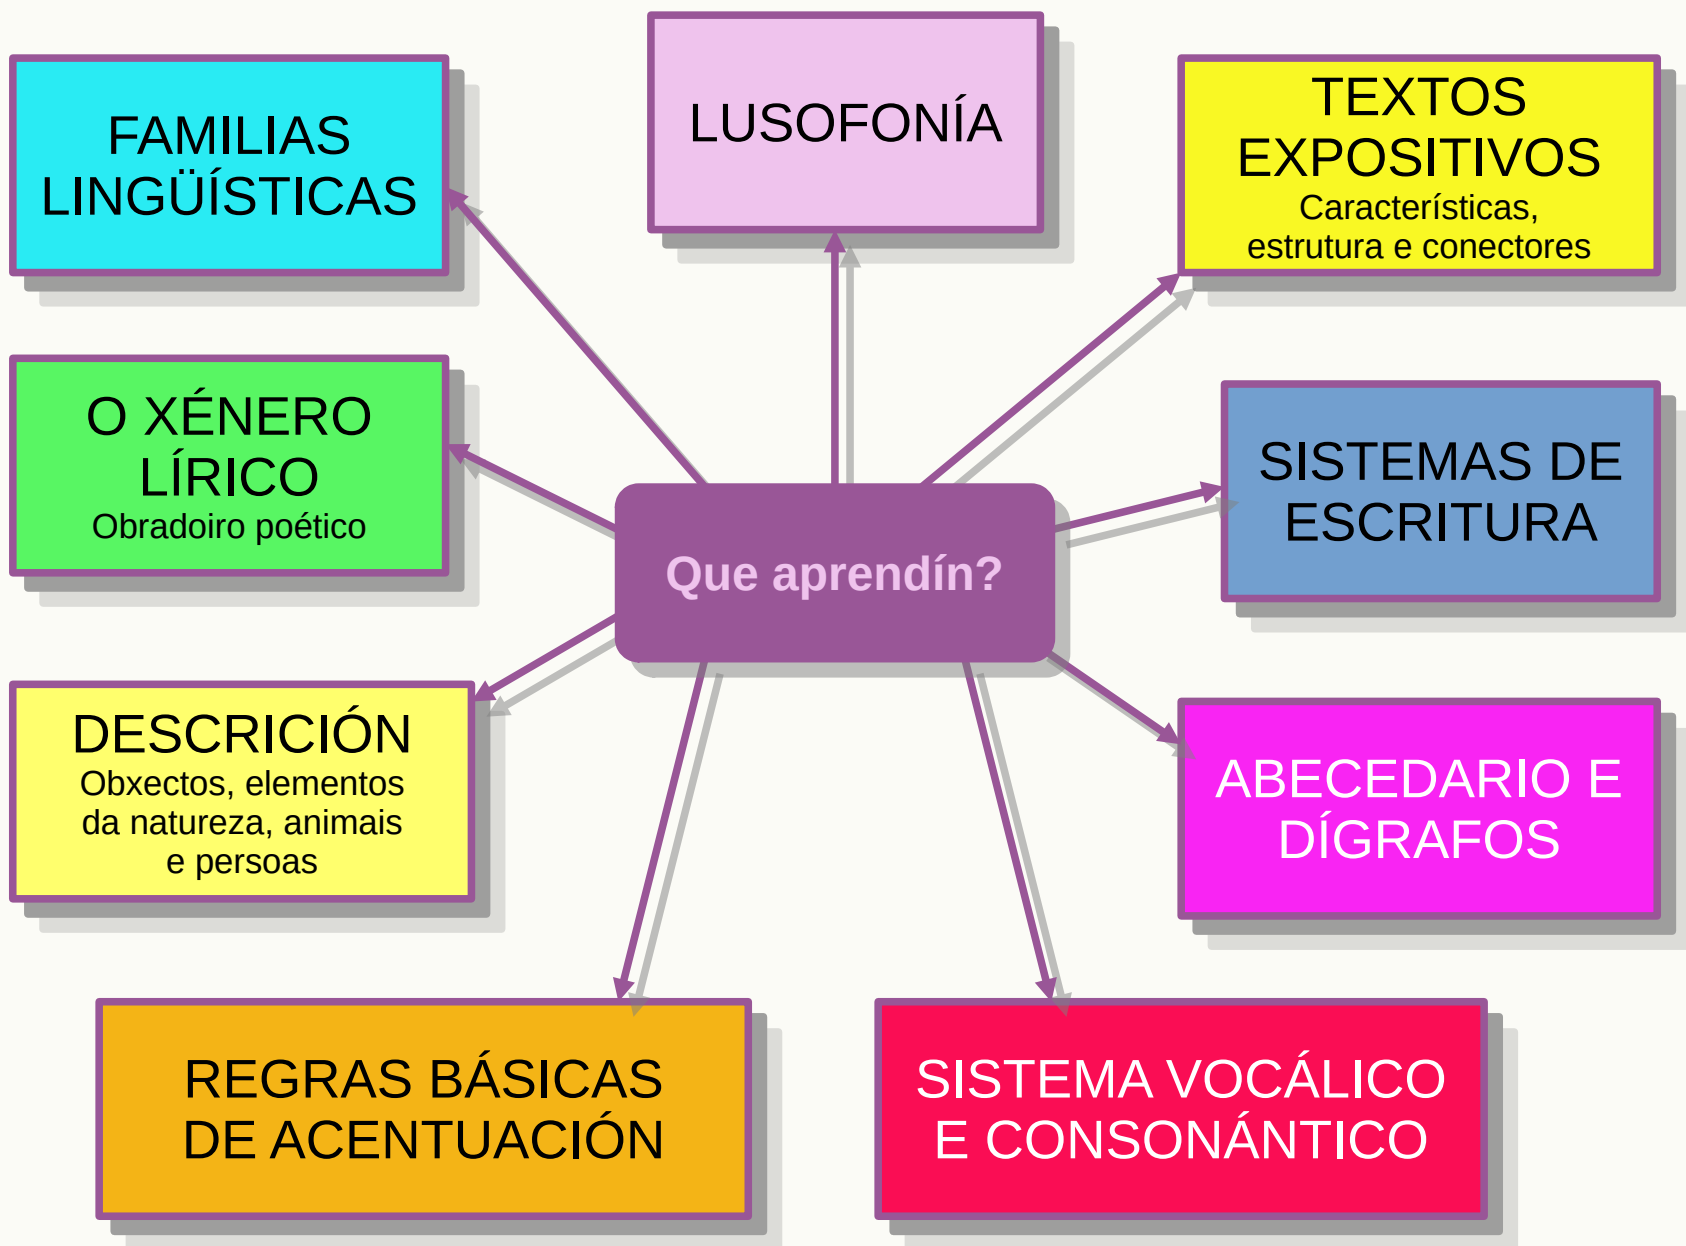 LUSOFONÍA
FAMILIAS
LINGÜÍSTICAS
TEXTOS
EXPOSITIVOS
Características,
estrutura e conectores
O XÉNERO
LÍRICO
Obradoiro poético
SISTEMAS DE
ESCRITURA
Que aprendín?
DESCRICIÓN
Obxectos, elementos
da natureza, animais
e persoas
ABECEDARIO E
DÍGRAFOS
REGRAS BÁSICAS
DE ACENTUACIÓN
SISTEMA VOCÁLICO
E CONSONÁNTICO